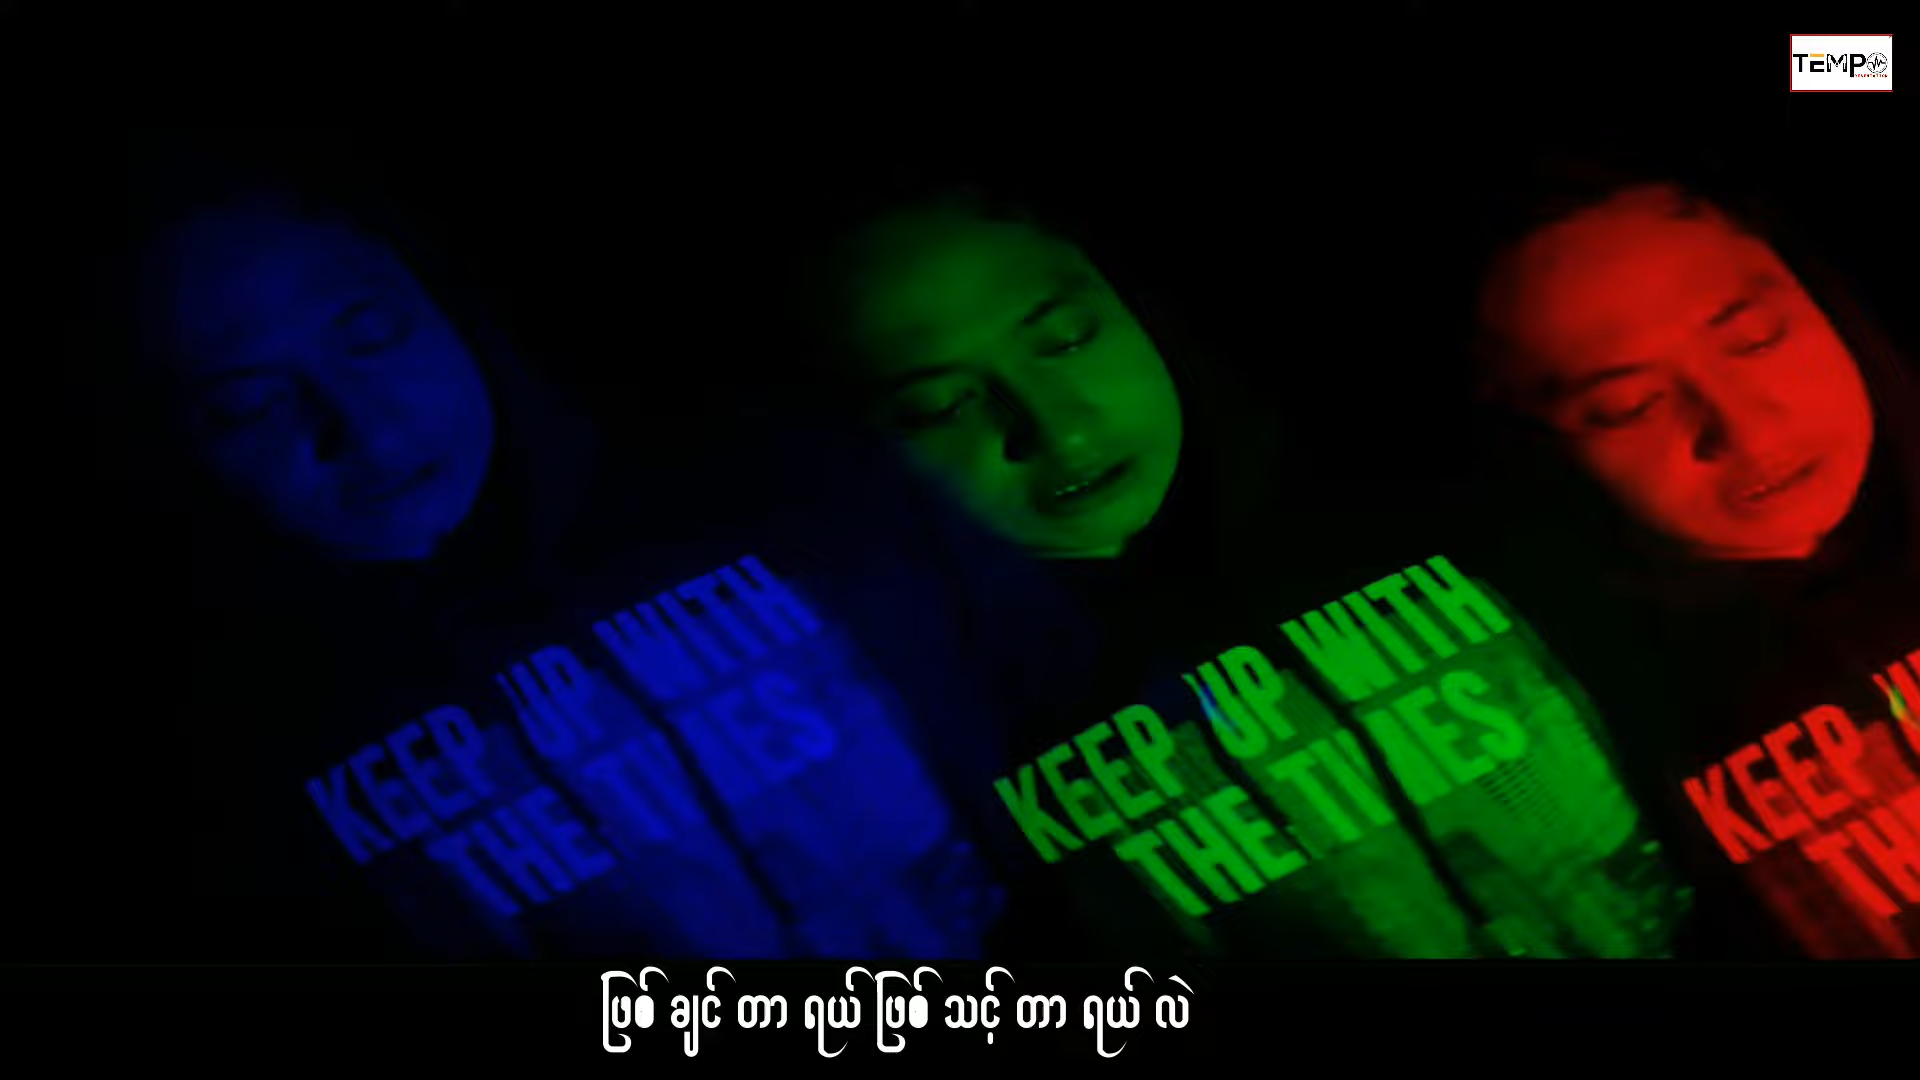 TEMPO
KEEP UP WITH
THE TIMES
KEEP UP WITH
THE TIMES
KEEP
ဖြစ် ချင် တာ ရယ် ဖြစ် သင့် တာ ရယ် လဲ